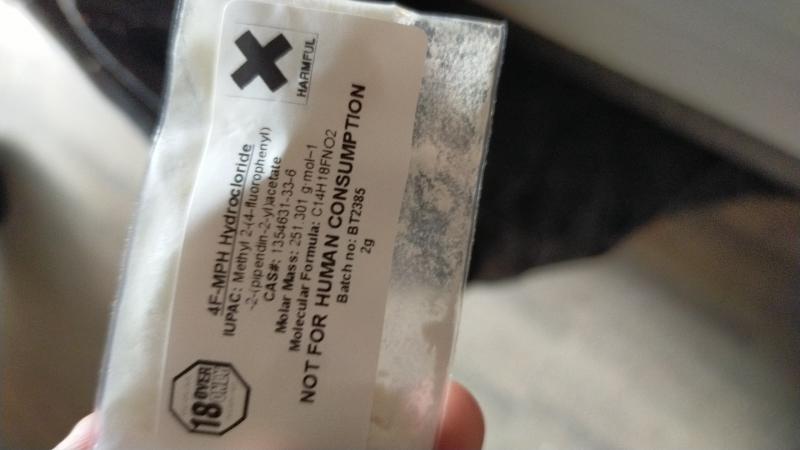 HARMFUL
4F-MPH Hydrocloride
IUPAC: Methyl 2-(4-fluorophenyl)
-2-(piperidin-2-yl)acetate
CAS#: 1354631-33-6
Molar Mass: 251.301 g·mol−1
Molecular Formula: C14H18FNO2
NOT FOR HUMAN CONSUMPTION
Batch no: BT2385
2g
18 OVER
ONLY